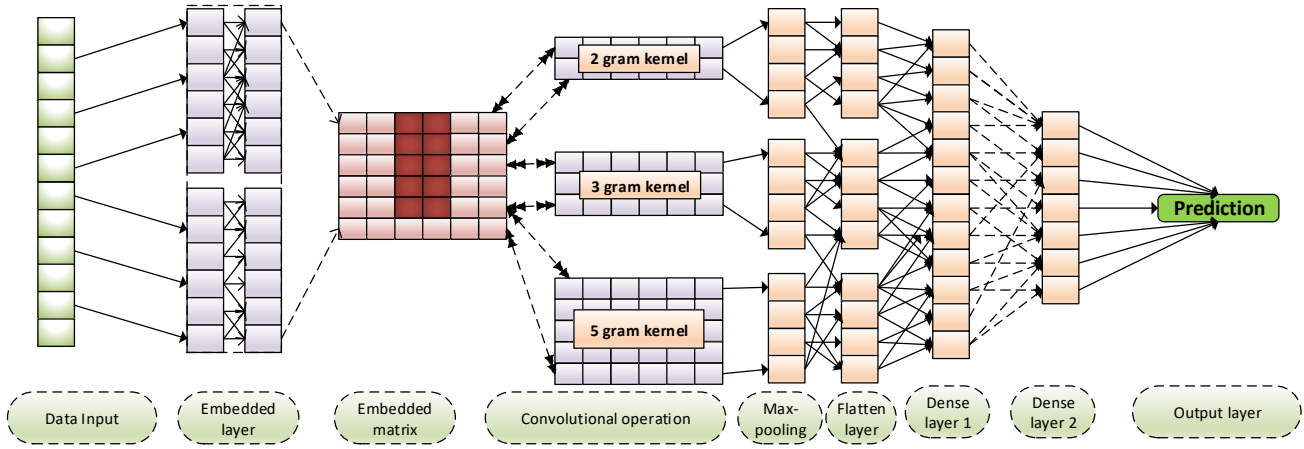 2 gram kernel
3 gram kernel
5 gram kernel
Prediction
Data Input
Embedded
layer
Embedded
matrix
Convolutional operation
Max-
pooling
Flatten
layer
Dense
layer 1
Dense
layer 2
Output layer